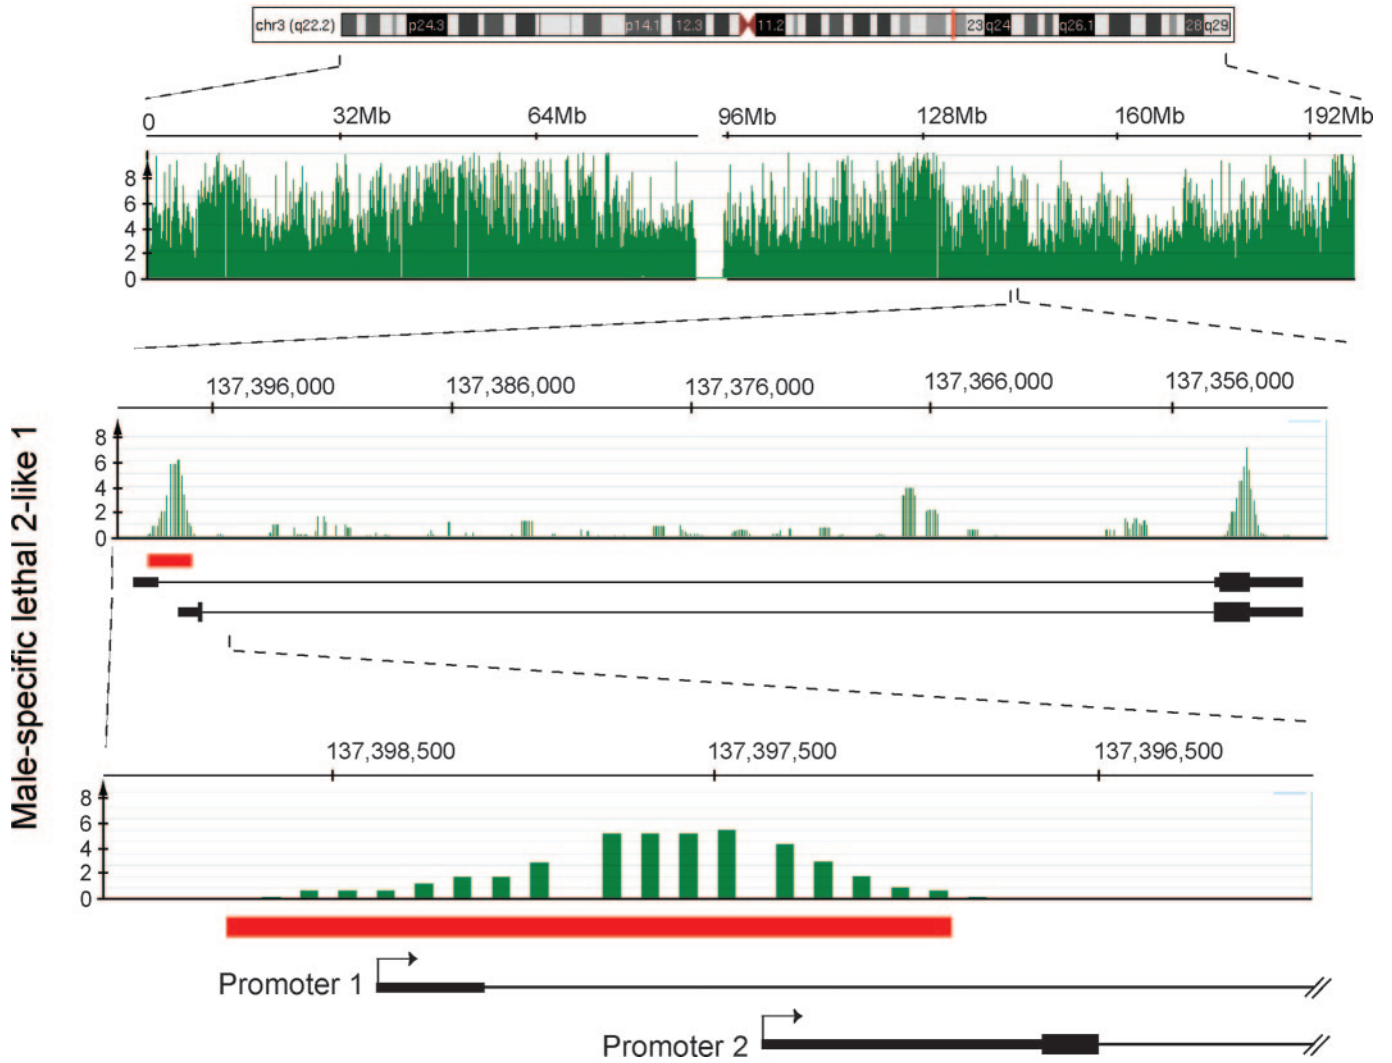 chr3 (q22.2) p24.3 p14.1 12.3 11.2 23 q24 q26.1 28 q29
0 32Mb 64Mb 96Mb 128Mb 160Mb 192Mb
8
6
4
2
0
Male-specific lethal 2-like 1
137,396,000 137,386,000 137,376,000 137,366,000 137,356,000
8
6
4
2
0
137,398,500 137,397,500 137,396,500
8
6
4
2
0
Promoter 1
Promoter 2